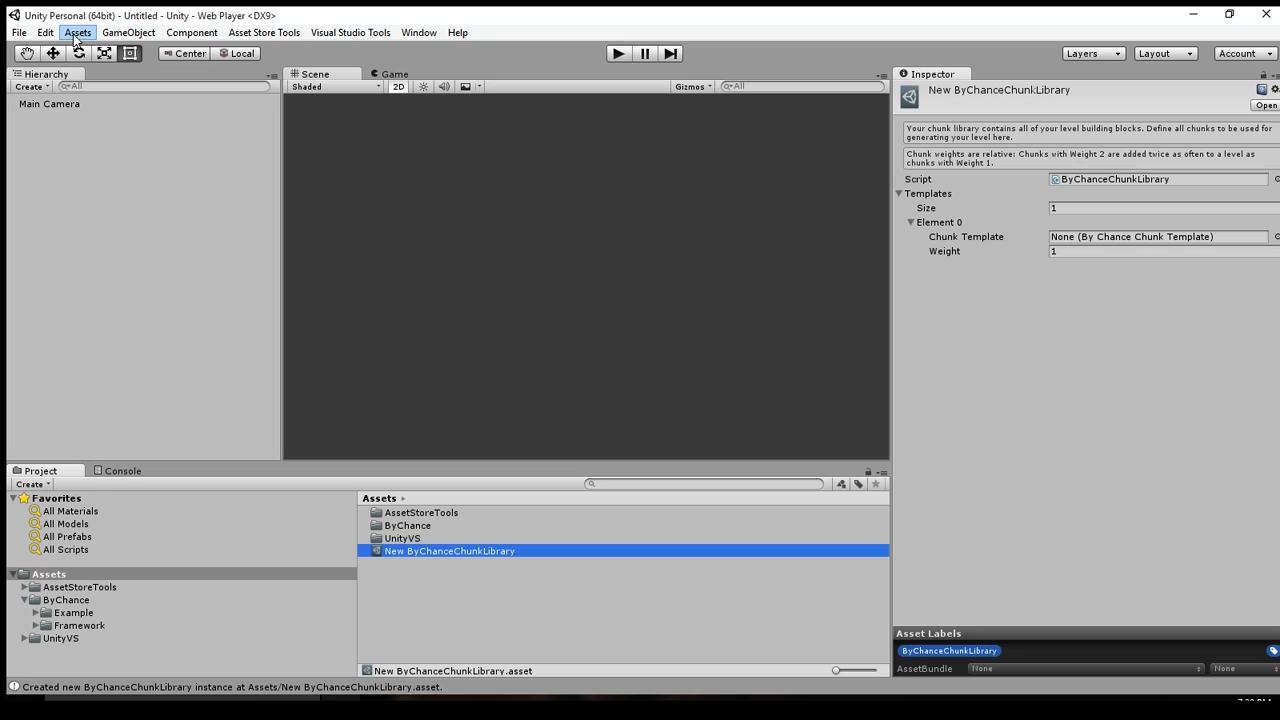 Unity Personal (64bit) - Untitled - Unity - Web Player <DX9>
File Edit Assets GameObject Component Asset Store Tools Visual Studio Tools Window Help
Center Local Layers Layout Account
Hierarchy
Create All
Main Camera
Scene Game
Shaded 2D Gizmos All
Inspector
New ByChanceChunkLibrary
Open
Your chunk library contains all of your level building blocks. Define all chunks to be used for
generating your level here.
Chunk weights are relative: Chunks with Weight 2 are added twice as often to a level as
chunks with Weight 1.
Script ByChanceChunkLibrary
Templates
Size 1
Element 0
Chunk Template None (By Chance Chunk Template)
Weight 1
Project Console
Create
Favorites
All Materials
All Models
All Prefabs
All Scripts
Assets
AssetStoreTools
ByChance
Example
Framework
UnityVS
Assets
AssetStoreTools
ByChance
UnityVS
New ByChanceChunkLibrary
New ByChanceChunkLibrary.asset
Asset Labels
ByChanceChunkLibrary
AssetBundle None None
Created new ByChanceChunkLibrary instance at Assets/New ByChanceChunkLibrary.asset.